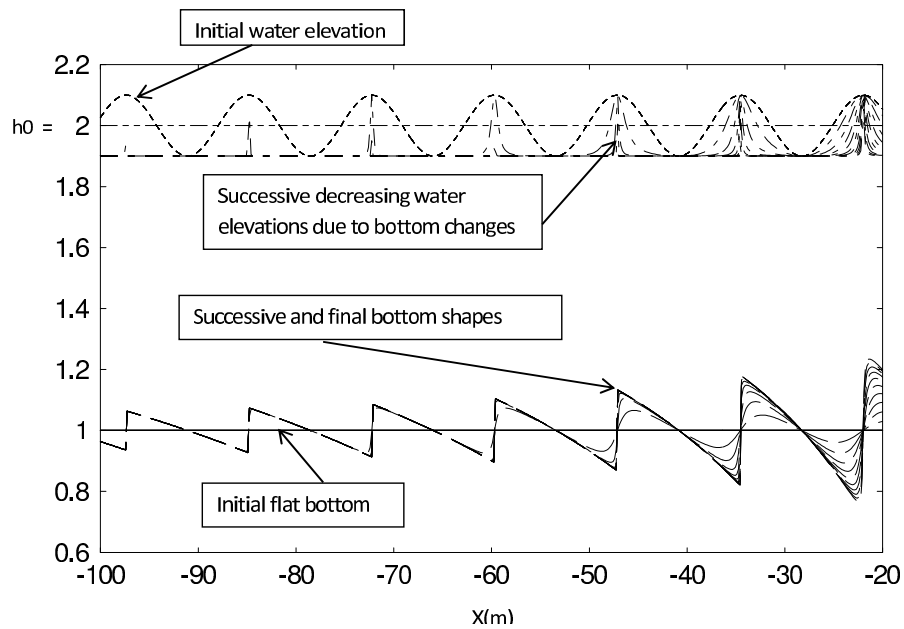 Initial water elevation
2.2
h0 = 2
Successive decreasing water
elevations due to bottom changes
1.8
1.6
1.4
Successive and final bottom shapes
1.2
1
0.8
Initial flat bottom
0.6
-100 -90 -80 -70 -60 -50 -40 -30 -20
X(m)